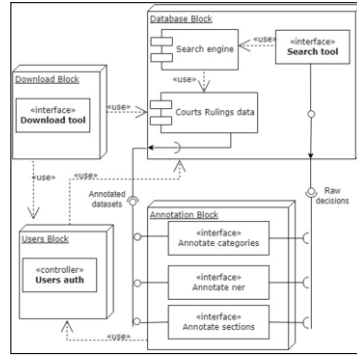 Database Block
Search engine
«use»
«interface»
Search tool
«use»
Download Block
«interface»
Download tool
«use»
Courts Rulings data
«use»
«use»
Annotated
datasets
Raw
decisions
Users Block
«controller»
Users auth
Annotation Block
«interface»
Annotate categories
«interface»
Annotate ner
«interface»
Annotate sections
«use»